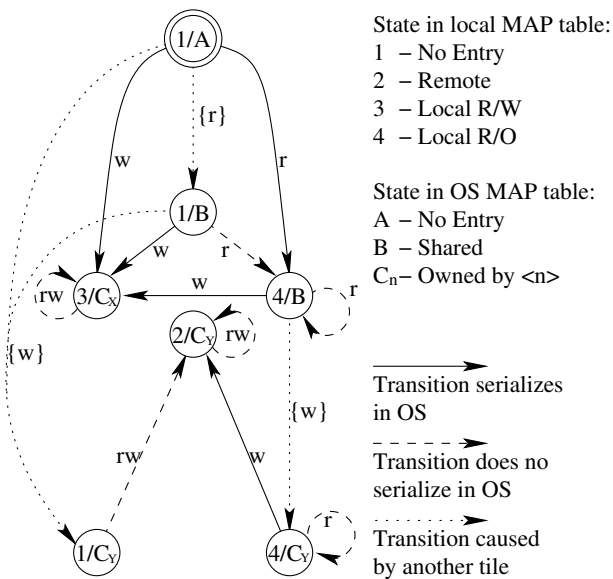 1/A
State in local MAP table:
1 – No Entry
2 – Remote
3 – Local R/W
4 – Local R/O
{r}
w
r
State in OS MAP table:
A – No Entry
B – Shared
Cn– Owned by <n>
1/B
w
r
rw
3/CX
w
4/B
r
2/CY
rw
{w}
{w}
Transition serializes
in OS
rw
w
Transition does no
serialize in OS
r
1/CY
4/CY
Transition caused
by another tile